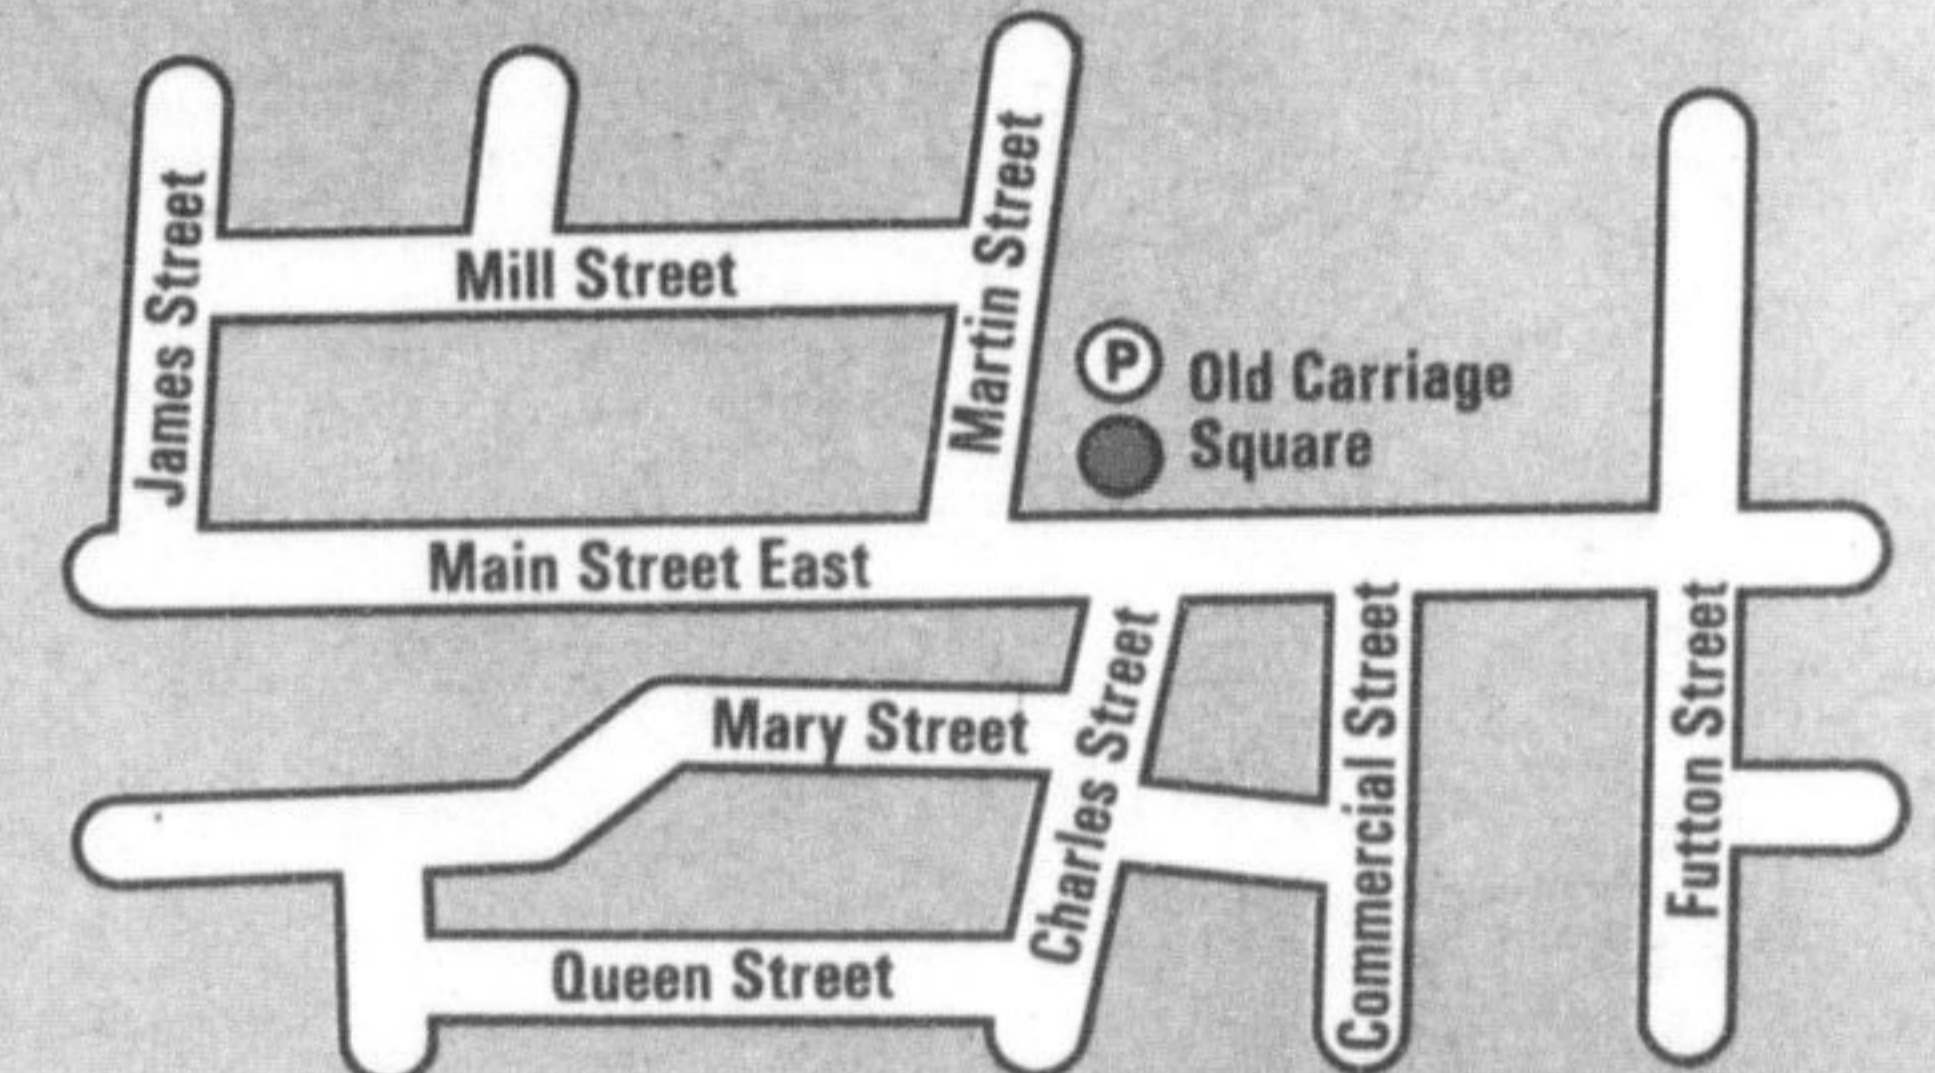 James Street
Mill Street
Martin Street
P
Old Carriage
Square
Main Street East
Mary Street
Charles Street
Commercial Street
Futton Street
Queen Street